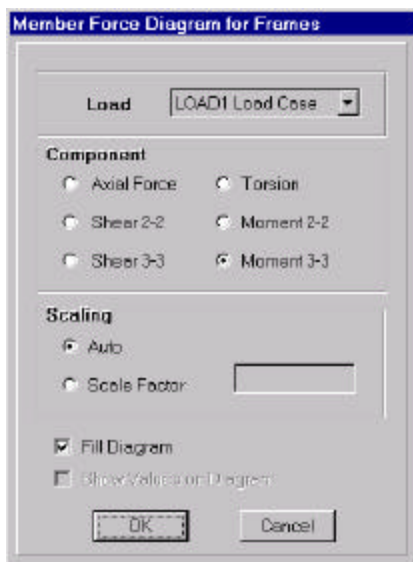 Member Force Diagram for Frames
Load LOAD1 Load Case
Component
Axial Force Torsion
Shear 2-2 Moment 2-2
Shear 3-3 Moment 3-3
Scaling
Auto
Scale Factor
Fill Diagram
Show Values on Diagram
OK Cancel